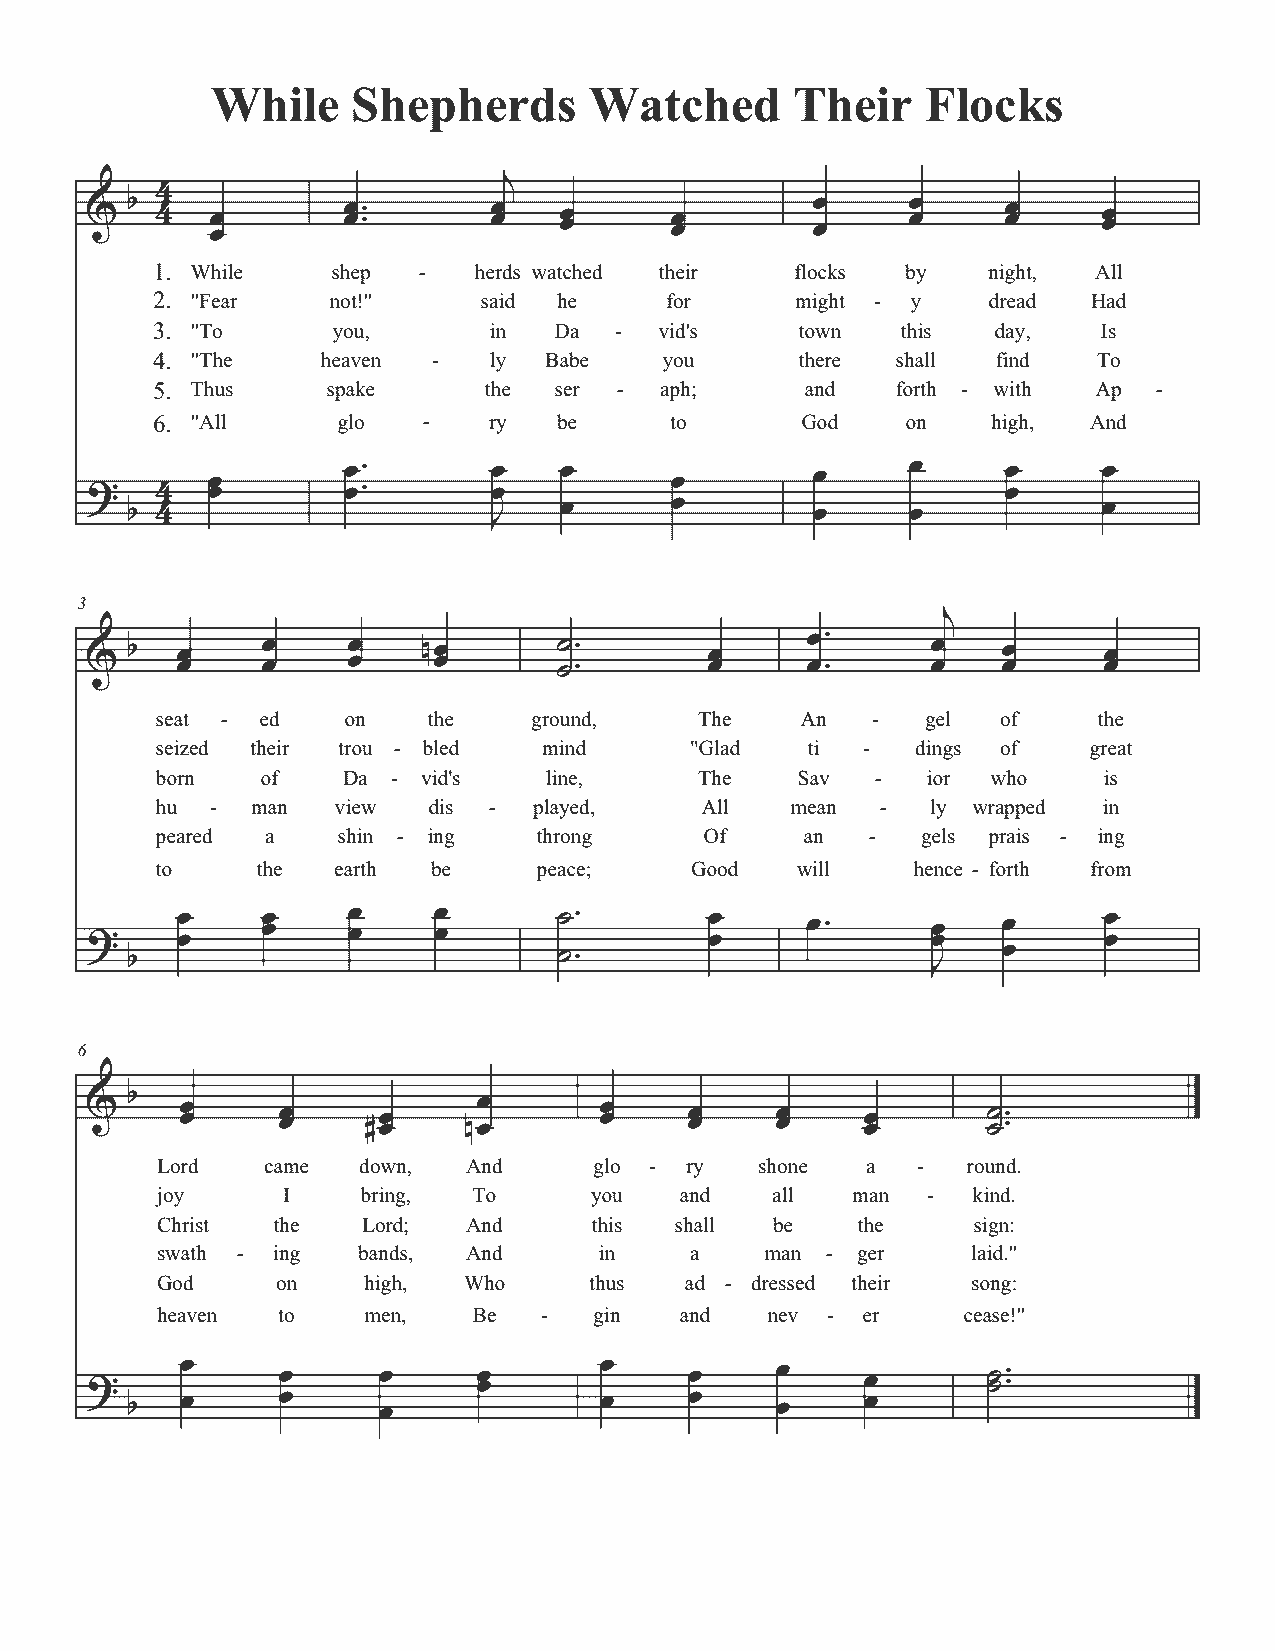 While Shepherds Watched Their Flocks
4
4
1. While shep - herds watched their flocks by night, All
2. "Fear not!" said he for might - y dread Had
3. "To you, in Da - vid's town this day, Is
4. "The heaven - ly Babe you there shall find To
5. Thus spake the ser - aph; and forth - with Ap -
6. "All glo - ry be to God on high, And
4
4
3
seat - ed on the ground, The An - gel of the
seized their trou - bled mind "Glad ti - dings of great
born of Da - vid's line, The Sav - ior who is
hu - man view dis - played, All mean - ly wrapped in
peared a shin - ing throng Of an - gels prais - ing
to the earth be peace; Good will hence - forth from
6
Lord came down, And glo - ry shone a - round.
joy I bring, To you and all man - kind.
Christ the Lord; And this shall be the sign:
swath - ing bands, And in a man - ger laid."
God on high, Who thus ad - dressed their song:
heaven to men, Be - gin and nev - er cease!"